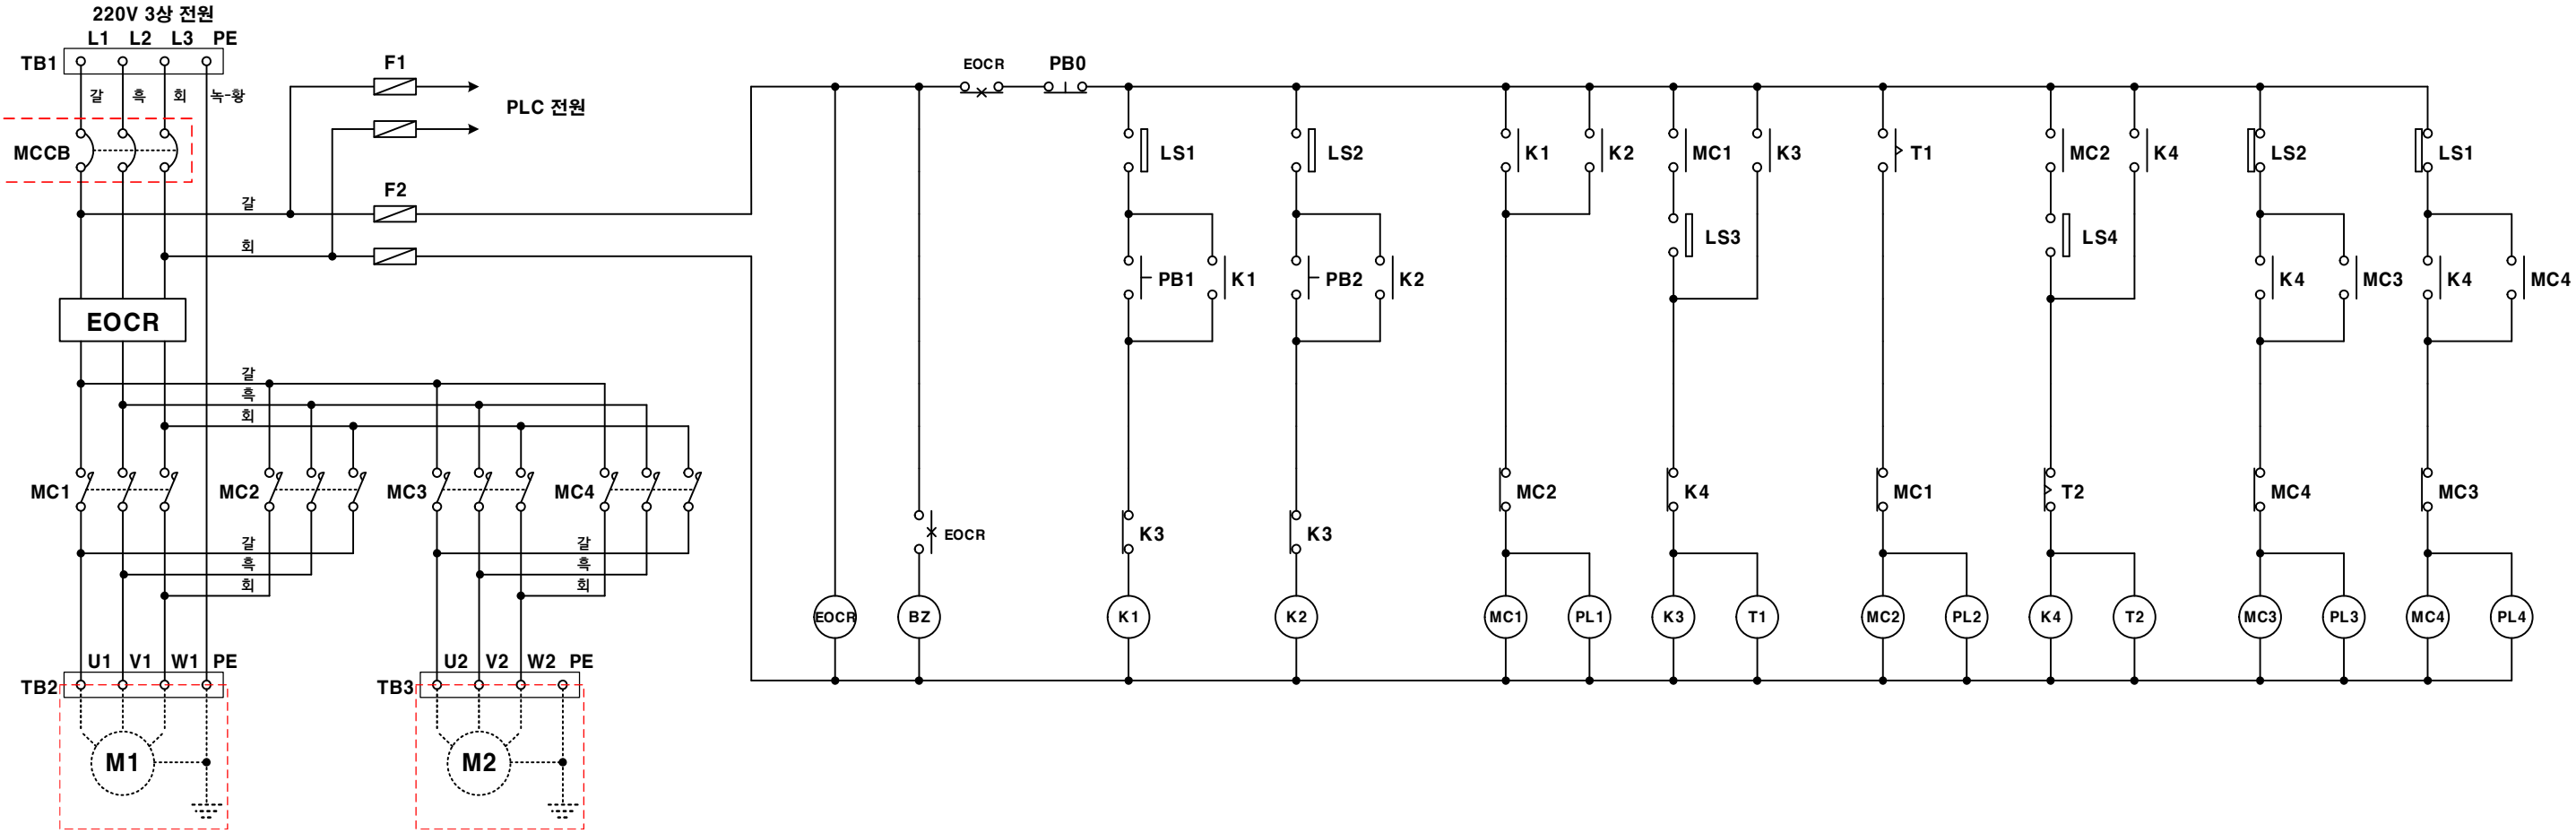 220V 3상 전원
L1 L2 L3 PE
TB1
갈 흑 회 녹-황
MCCB
F1
PLC 전원
갈
F2
회
EOCR
갈
흑
회
MC1 MC2 MC3 MC4
갈 갈
흑 흑
회 회
U1 V1 W1 PE
TB2
U2 V2 W2 PE
TB3
M1 M2
EOCR PB0
LS1 LS2 K1 K2 MC1 K3 T1 MC2 K4 LS2 LS1
LS3 LS4
PB1 K1 PB2 K2 K4 MC3 K4 MC4
MC2 K4 MC1 T2 MC4 MC3
EOCR K3 K3
EOCR BZ K1 K2 MC1 PL1 K3 T1 MC2 PL2 K4 T2 MC3 PL3 MC4 PL4